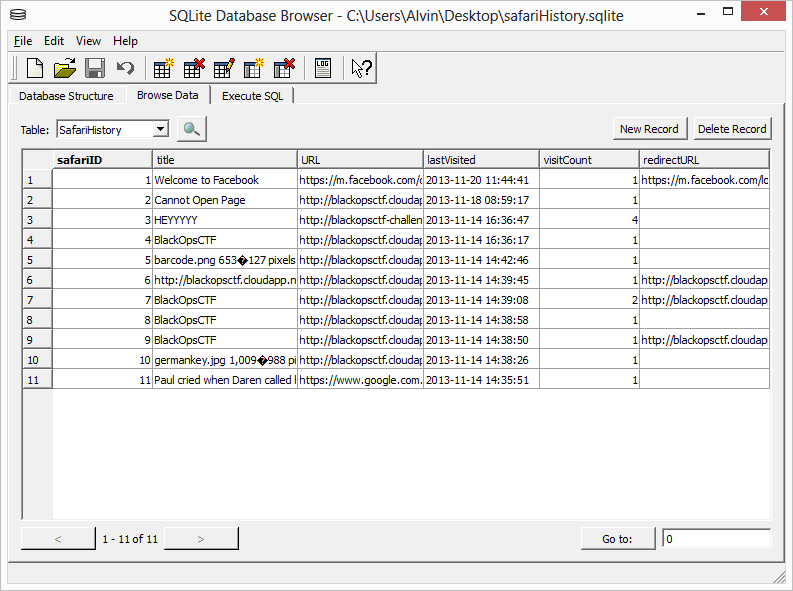 SQLite Database Browser - C:\Users\Alvin\Desktop\safariHistory.sqlite
File Edit View Help
LOG
Database Structure Browse Data Execute SQL
Table: SafariHistory New Record Delete Record
safariID title URL lastVisited visitCount redirectURL
1 1 Welcome to Facebook https://m.facebook.com/ 2013-11-20 11:44:41 1 https://m.facebook.com/lo
2 2 Cannot Open Page http://blackopsctf.cloudap 2013-11-18 08:59:17 1
3 3 HEYYYYY http://blackopsctf-challen 2013-11-14 16:36:47 4
4 4 BlackOpsCTF http://blackopsctf.cloudap 2013-11-14 16:36:17 1
5 5 barcode.png 653�127 pixels http://blackopsctf.cloudap 2013-11-14 14:42:46 1
6 6 http://blackopsctf.cloudapp.n http://blackopsctf.cloudap 2013-11-14 14:39:45 1 http://blackopsctf.cloudap
7 7 BlackOpsCTF http://blackopsctf.cloudap 2013-11-14 14:39:08 2 http://blackopsctf.cloudap
8 8 BlackOpsCTF http://blackopsctf.cloudap 2013-11-14 14:38:58 1
9 9 BlackOpsCTF http://blackopsctf.cloudap 2013-11-14 14:38:50 1 http://blackopsctf.cloudap
10 10 germankey.jpg 1,009�988 pi http://blackopsctf.cloudap 2013-11-14 14:38:26 1
11 11 Paul cried when Daren called https://www.google.com. 2013-11-14 14:35:51 1
< 1 - 11 of 11 > Go to: 0